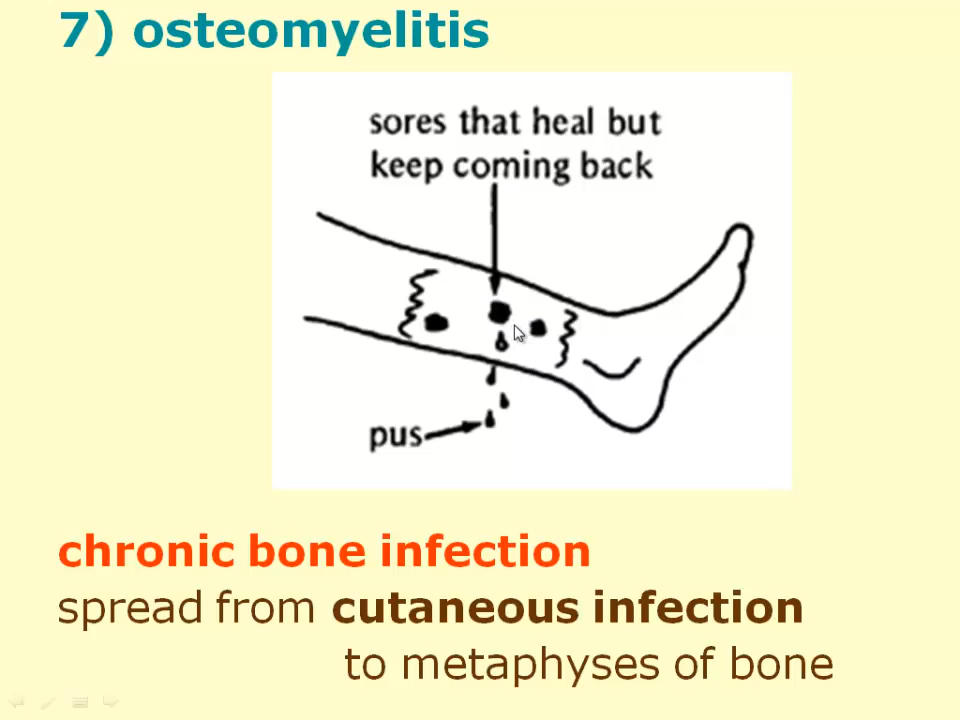 7) osteomyelitis
sores that heal but
keep coming back
pus
chronic bone infection
spread from cutaneous infection
to metaphyses of bone